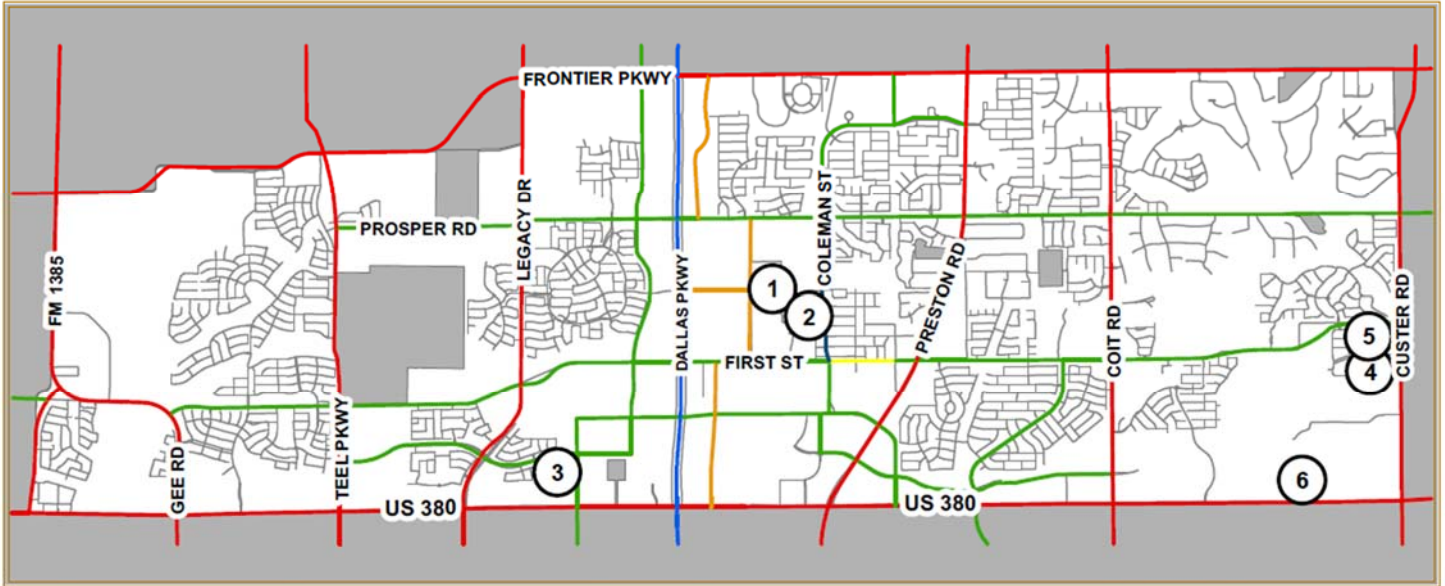 FRONTIER PKWY
PROSPER RD
LEGACY DR
COLEMAN ST
FM 1385
DALLAS PKWY
PRESTON RD
1
2
COIT RD
CUSTER RD
5
4
FIRST ST
TEEL PKWY
GEE RD
3
6
US 380
US 380